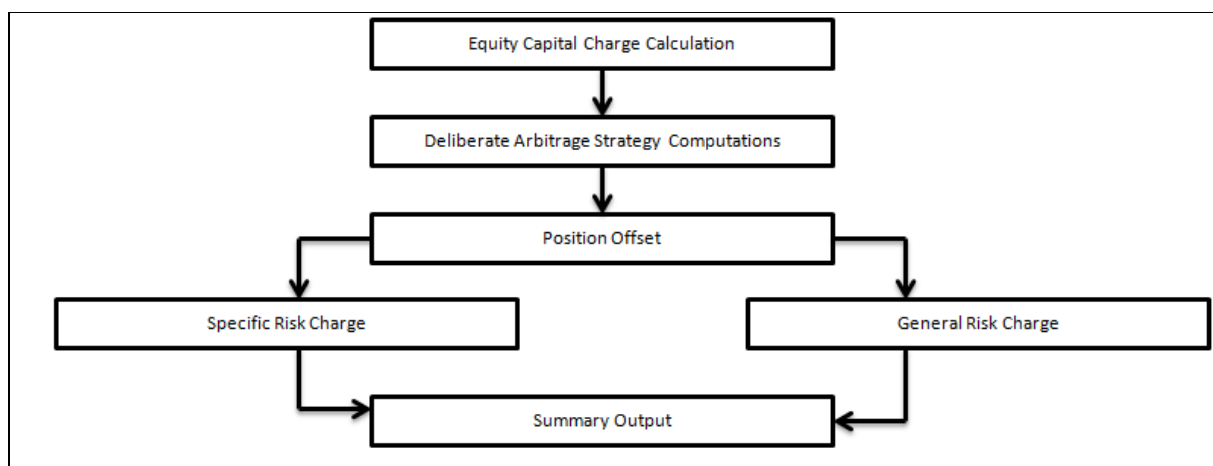 Equity Capital Charge Calculation
Deliberate Arbitrage Strategy Computations
Position Offset
Specific Risk Charge
General Risk Charge
Summary Output